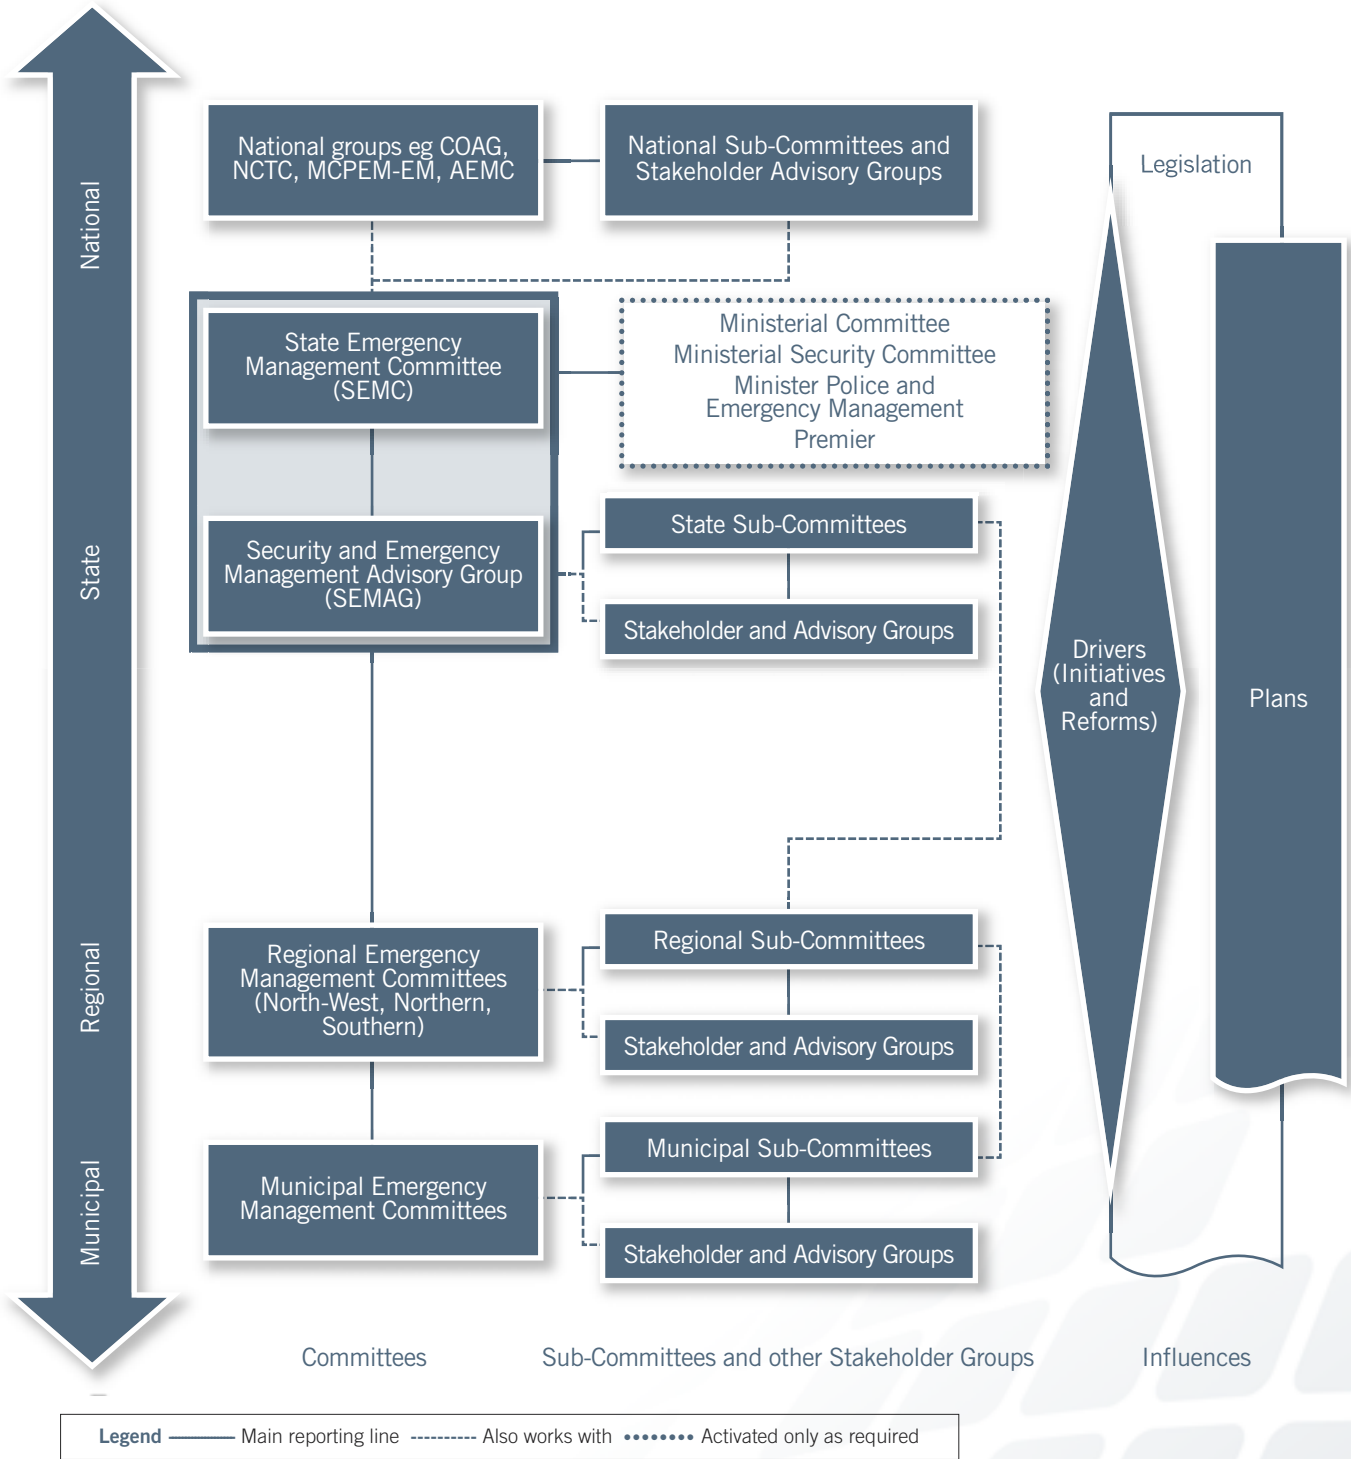 National
State
Regional
Municipal
National groups eg COAG,
NCTC, MCPEM-EM, AEMC
National Sub-Committees and
Stakeholder Advisory Groups
Legislation
State Emergency
Management Committee
(SEMC)
Ministerial Committee
Ministerial Security Committee
Minister Police and
Emergency Management
Premier
Security and Emergency
Management Advisory Group
(SEMAG)
State Sub-Committees
Stakeholder and Advisory Groups
Drivers
(Initiatives
and
Reforms)
Plans
Regional Emergency
Management Committees
(North-West, Northern,
Southern)
Regional Sub-Committees
Stakeholder and Advisory Groups
Municipal Emergency
Management Committees
Municipal Sub-Committees
Stakeholder and Advisory Groups
Committees
Sub-Committees and other Stakeholder Groups
Influences
Legend Main reporting line Also works with Activated only as required